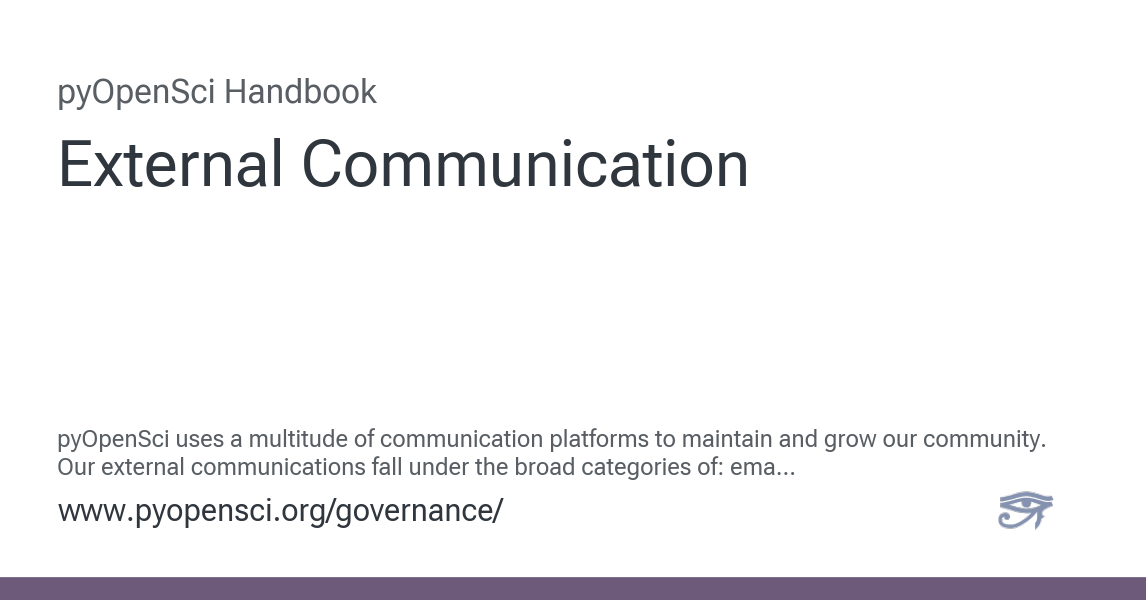 pyOpenSci Handbook
External Communication
pyOpenSci uses a multitude of communication platforms to maintain and grow our community.
Our external communications fall under the broad categories of: ema...
www.pyopensci.org/governance/